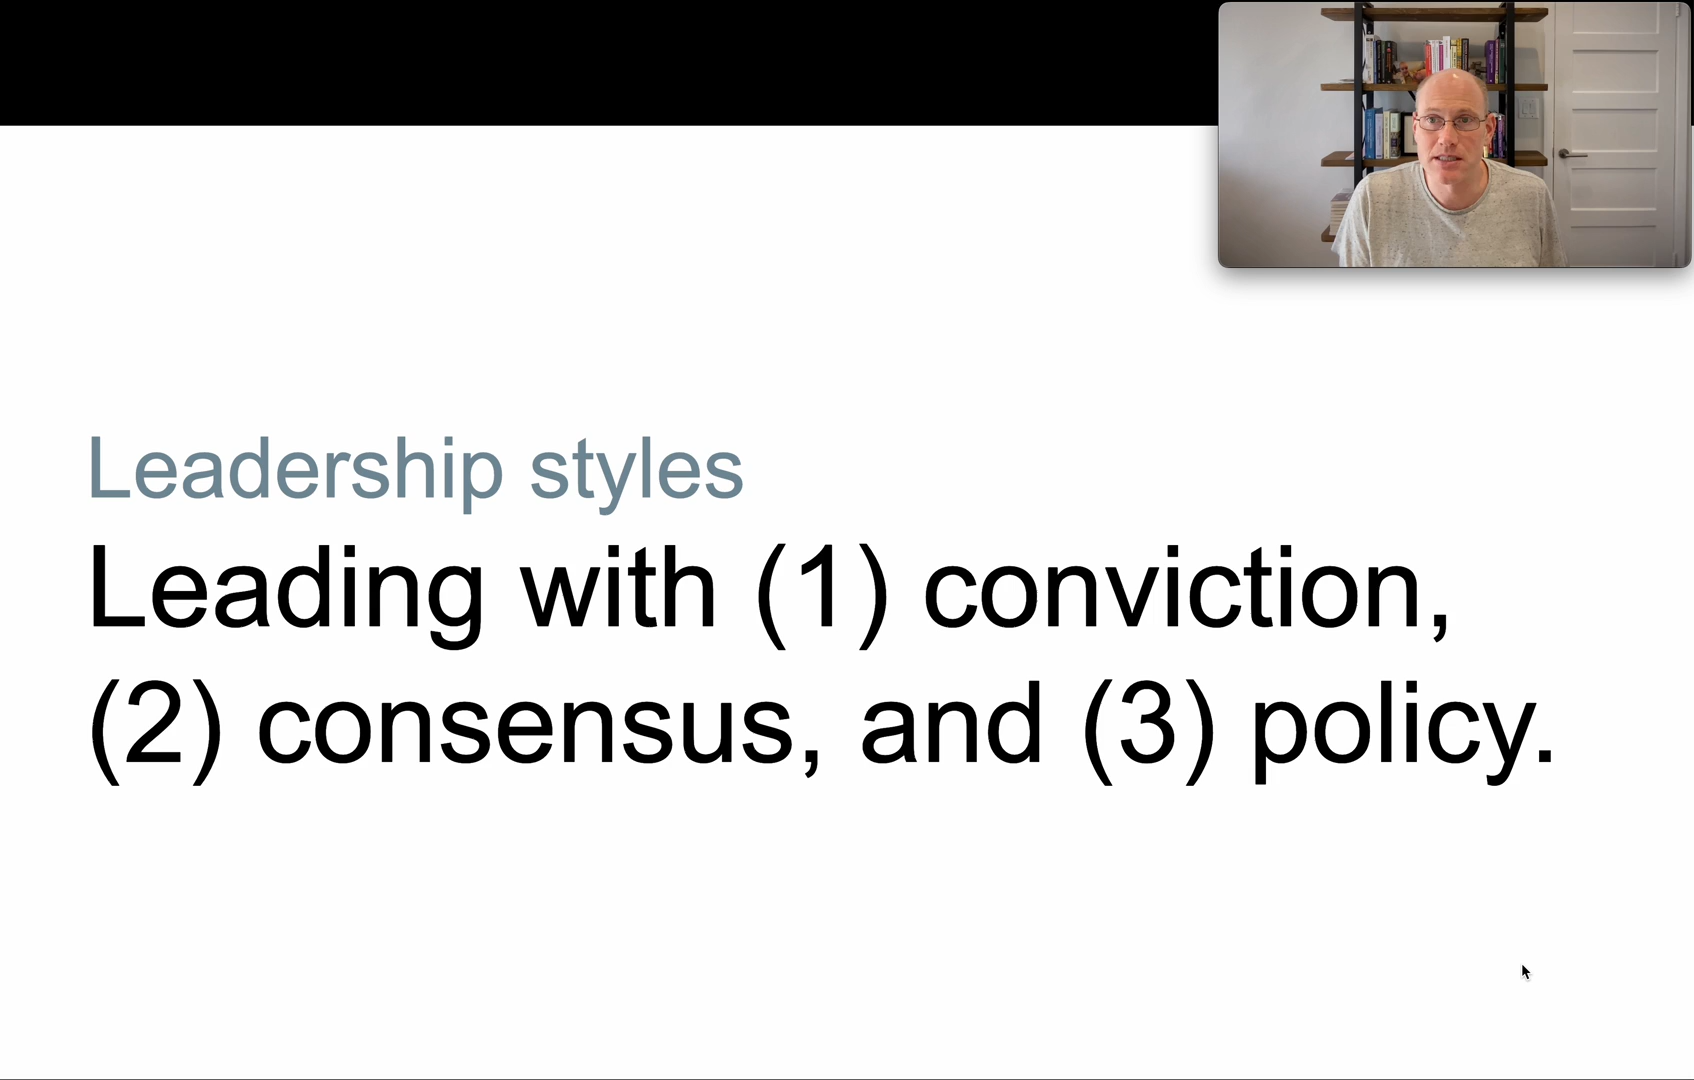 Leadership styles
Leading with (1) conviction,
(2) consensus, and (3) policy.